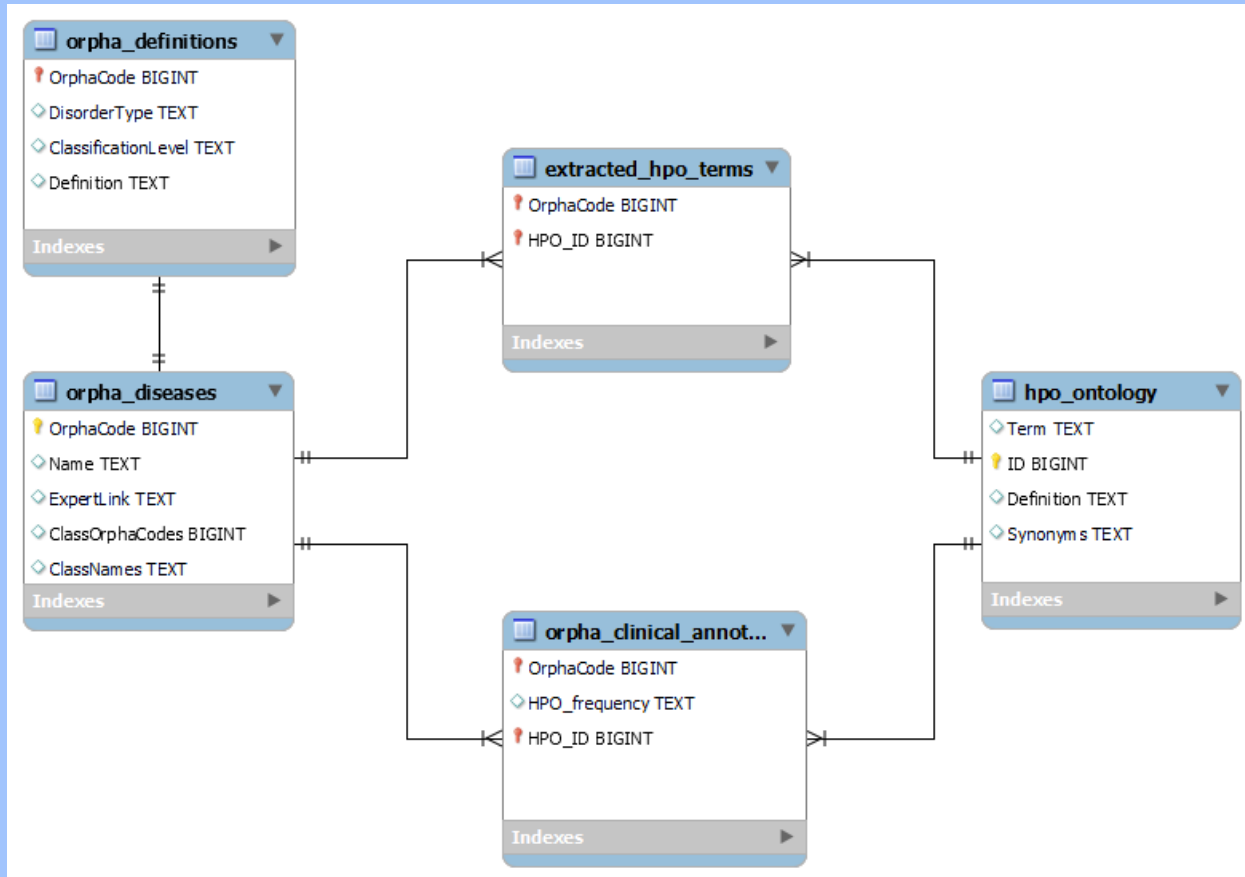 orpha_definitions
OrphaCode BIGINT
DisorderType TEXT
ClassificationLevel TEXT
Definition TEXT
Indexes
orpha_diseases
OrphaCode BIGINT
Name TEXT
ExpertLink TEXT
ClassOrphaCodes BIGINT
ClassNames TEXT
Indexes
extracted_hpo_terms
OrphaCode BIGINT
HPO_ID BIGINT
Indexes
orpha_clinical_annot...
OrphaCode BIGINT
HPO_frequency TEXT
HPO_ID BIGINT
Indexes
hpo_ontology
Term TEXT
ID BIGINT
Definition TEXT
Synonyms TEXT
Indexes